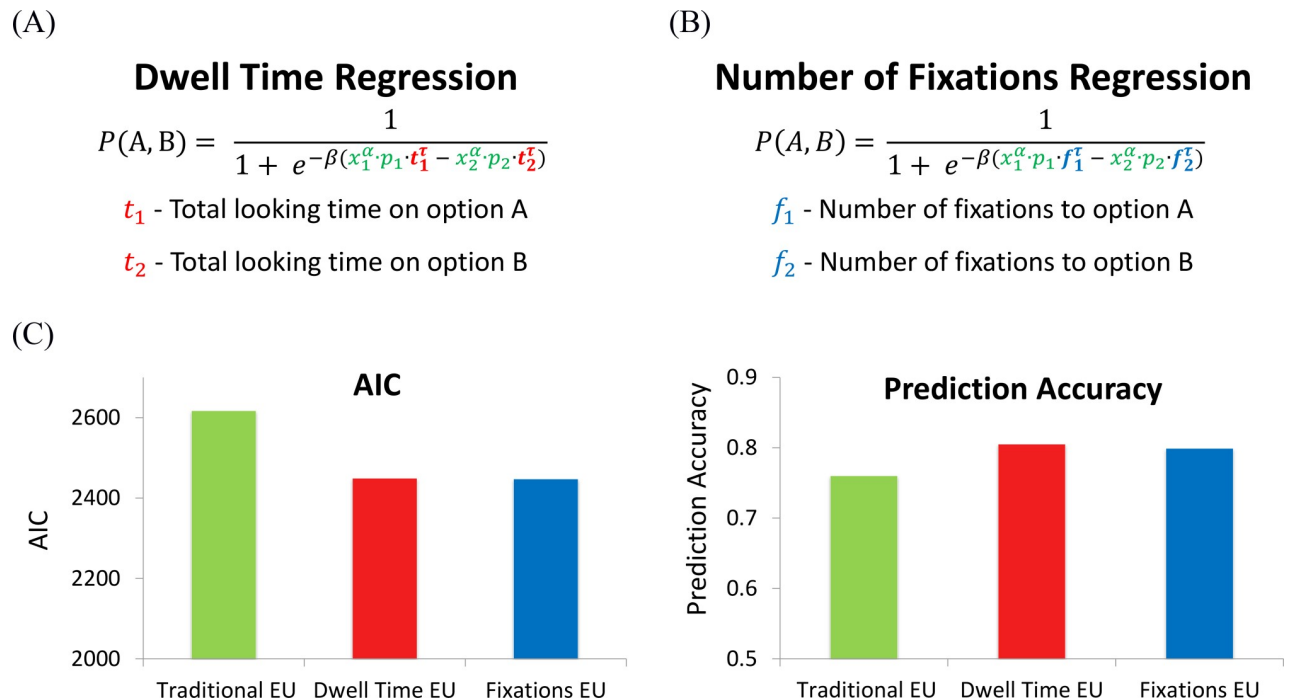 (A)
Dwell Time Regression
P(A, B) = 1 / (1 + e^{−β(x₁^α·p₁·t₁^τ − x₂^α·p₂·t₂^τ)})
t₁ - Total looking time on option A
t₂ - Total looking time on option B
(B)
Number of Fixations Regression
P(A, B) = 1 / (1 + e^{−β(x₁^α·p₁·f₁^τ − x₂^α·p₂·f₂^τ)})
f₁ - Number of fixations to option A
f₂ - Number of fixations to option B
(C)
AIC
AIC
2600
2400
2200
2000
Traditional EU Dwell Time EU Fixations EU
Prediction Accuracy
Prediction Accuracy
0.9
0.8
0.7
0.6
0.5
Traditional EU Dwell Time EU Fixations EU